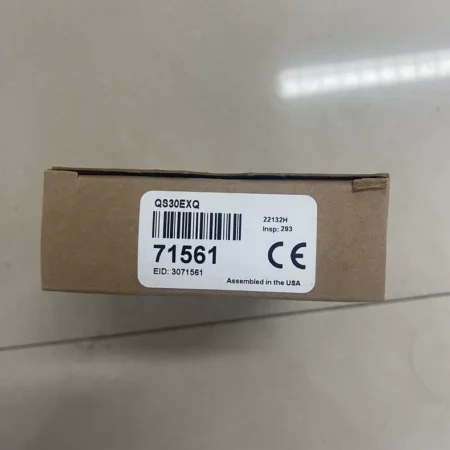 QS30EXQ
22132H
Insp: 293
71561
EID: 3071561
CE
Assembled in the USA